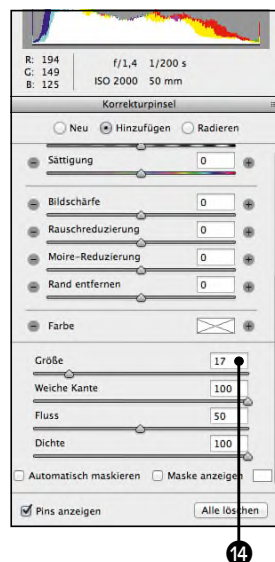 R: 194
G: 149
B: 125
f/1,4 1/200 s
ISO 2000 50 mm
Korrekturpinsel
Neu Hinzufügen Radieren
Sättigung 0
Bildschärfe 0
Rauschreduzierung 0
Moire-Reduzierung 0
Rand entfernen 0
Farbe
Größe 17
Weiche Kante 100
Fluss 50
Dichte 100
Automatisch maskieren Maske anzeigen
Pins anzeigen Alle löschen
14